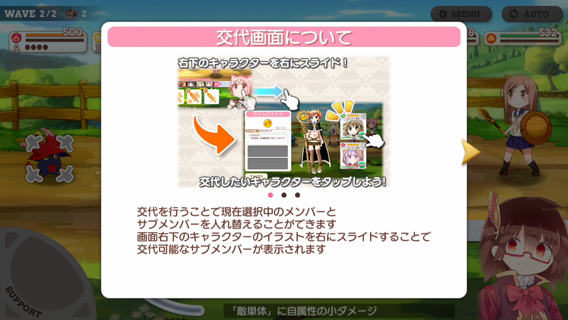 WAVE 2/2
2
MENU
AUTO
500
532
交代画面について
右下のキャラクターを右にスライド！
交代したいキャラクターをタップしよう!
交代を行うことで現在選択中のメンバーと
サブメンバーを入れ替えることができます
画面右下のキャラクターのイラストを右にスライドすることで
交代可能なサブメンバーが表示されます
SUPPORT
「敵単体」に自属性の小ダメージ